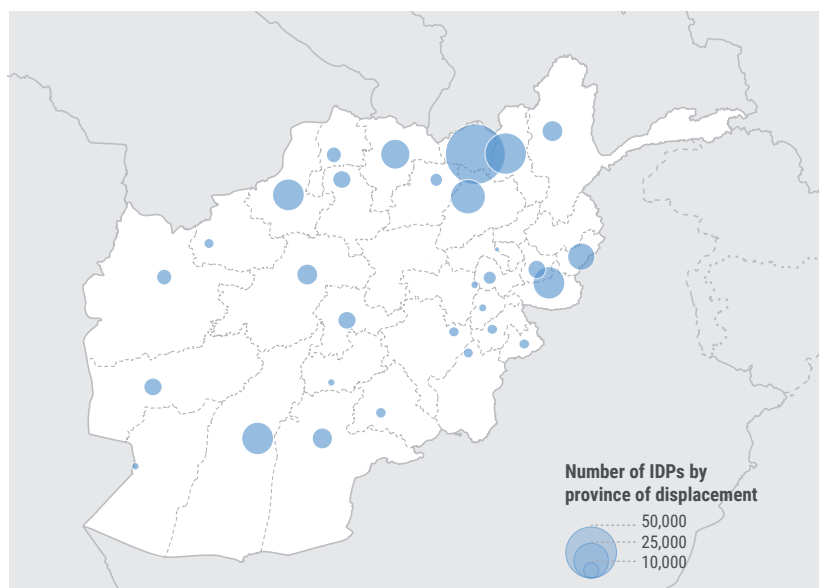 Number of IDPs by
province of displacement
50,000
25,000
10,000